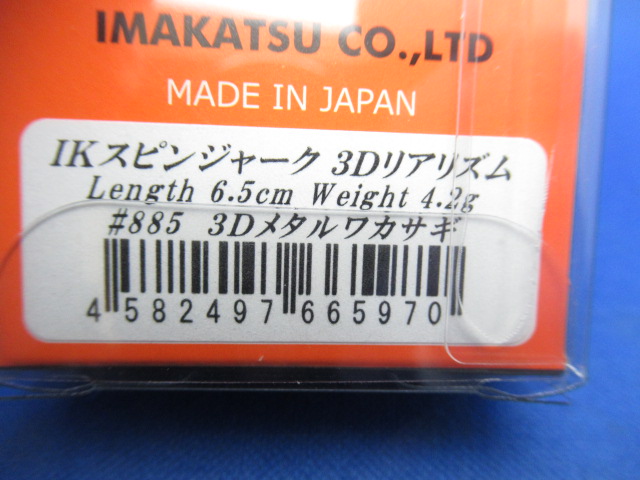 IMAKATSU CO.,LTD
MADE IN JAPAN
IKスピンジャーク 3Dリアリズム
Length 6.5cm Weight 4.2g
#885 3Dメタルワカサギ
4 582497 665970